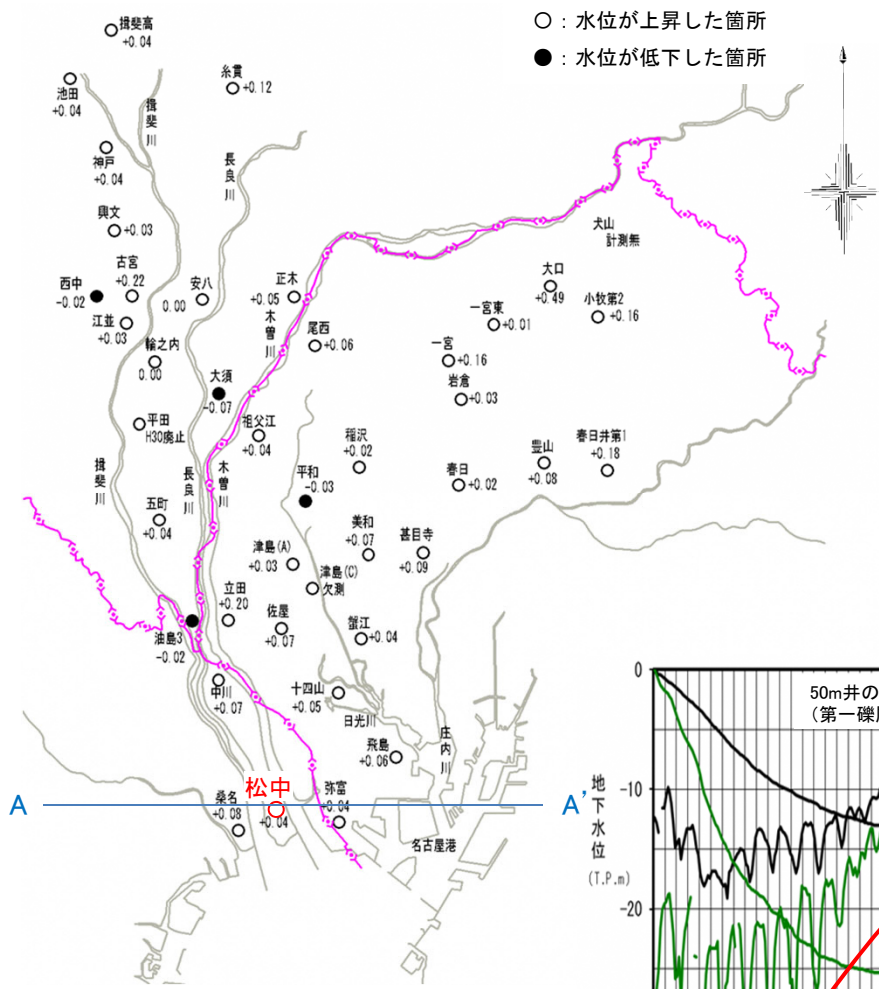 ○：水位が上昇した箇所
●：水位が低下した箇所
揖斐高
+0.04
池田
+0.04
揖斐川
糸貫
+0.12
神戸
+0.04
長良川
興文
+0.03
犬山
計測無
西中
-0.02
古宮
+0.22
江並
+0.03
安八
0.00
正木
+0.05
木曽川
尾西
+0.06
大口
+0.49
小牧第2
+0.16
一宮東
+0.01
一宮
+0.16
岩倉
+0.03
輪之内
0.00
大須
-0.07
平田
H30廃止
祖父江
+0.04
稲沢
+0.02
平和
-0.03
春日
+0.02
豊山
+0.08
春日井第1
+0.18
揖斐川
長良川
木曽川
五町
+0.04
美和
+0.07
甚目寺
+0.09
津島(A)
+0.03
津島(C)
欠測
立田
+0.20
佐屋
+0.07
蟹江
+0.04
油島3
-0.02
中川
+0.07
十四山
+0.05
日光川
飛島
+0.06
庄内川
A
松中
+0.04
桑名
+0.08
弥富
+0.04
A'
名古屋港
50m井の
（第一礫
地下水位
(T.P.m)
0
-10
-20